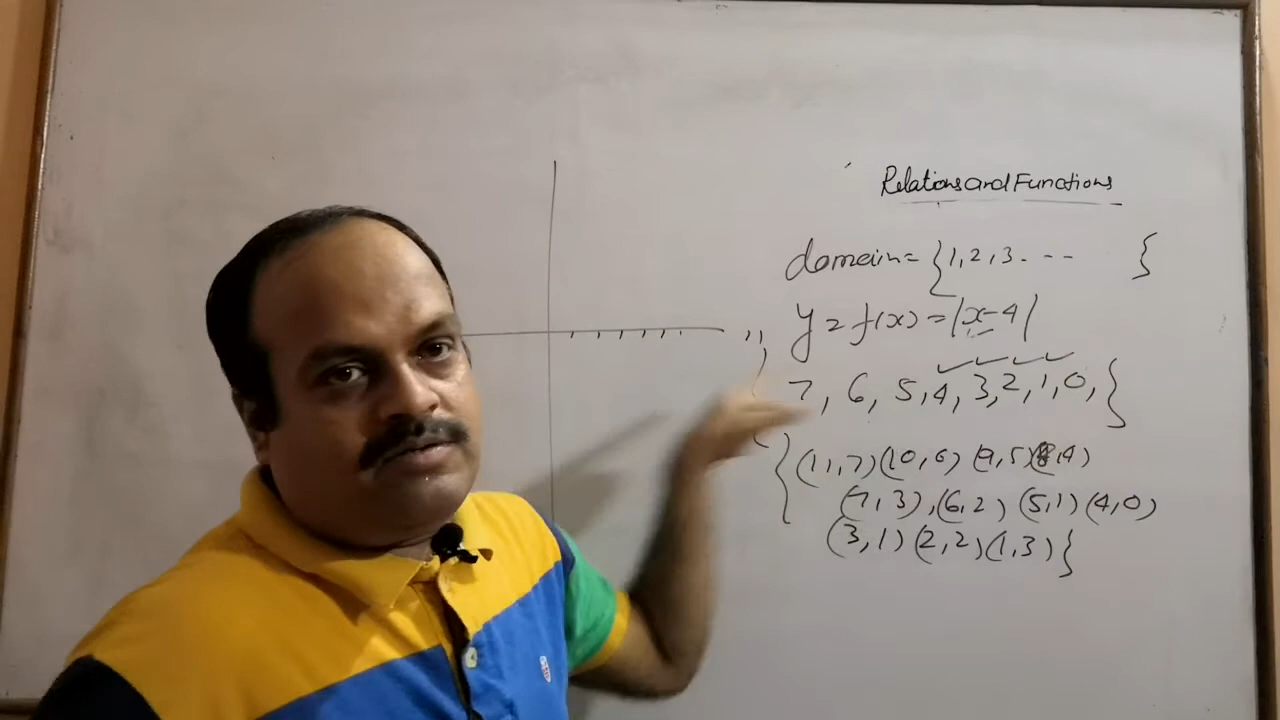 Relations and Functions
domain = {1, 2, 3. - - }
y = f(x) = |x-4|
7, 6, 5, 4, 3, 2, 1, 0, }
{(11,7)(10,6)(9,5)(8,4)
(7,3),(6,2)(5,1)(4,0)
(3,1)(2,2)(1,3)}